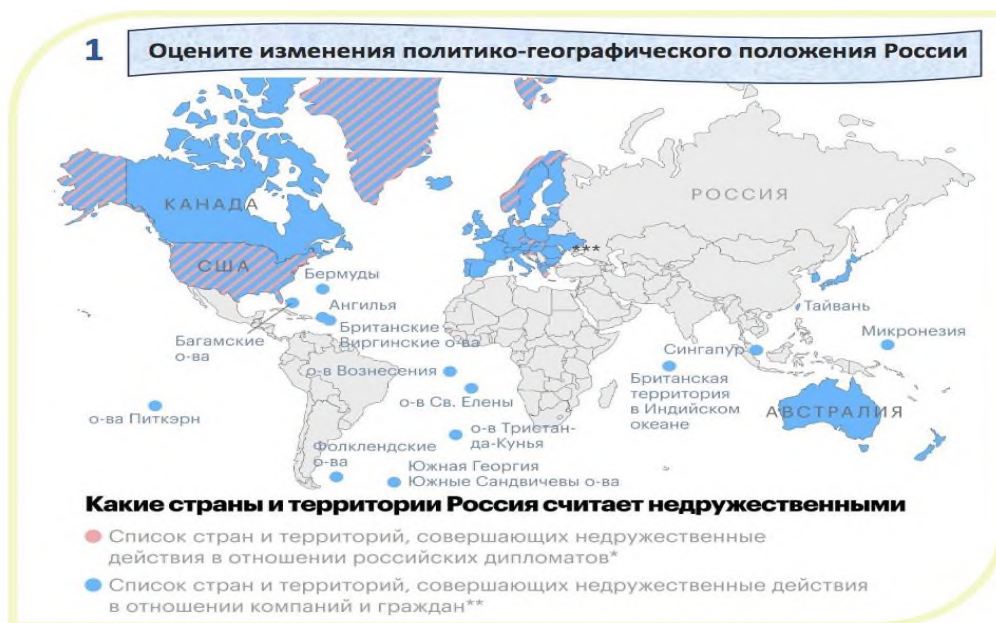 1
Оцените изменения политико-географического положения России
КАНАДА
РОССИЯ
США
***
Бермуды
Ангилья
Британские
Виргинские о-ва
Багамские
о-ва
Тайвань
Микронезия
Сингапур
о-в Вознесения
Британская
территория
в Индийском
океане
АВСТРАЛИЯ
о-в Св. Елены
о-ва Питкэрн
о-в Тристан-
да-Кунья
Фолклендские
о-ва
Южная Георгия
Южные Сандвичевы о-ва
Какие страны и территории Россия считает недружественными
Список стран и территорий, совершающих недружественные
действия в отношении российских дипломатов*
Список стран и территорий, совершающих недружественные действия
в отношении компаний и граждан**